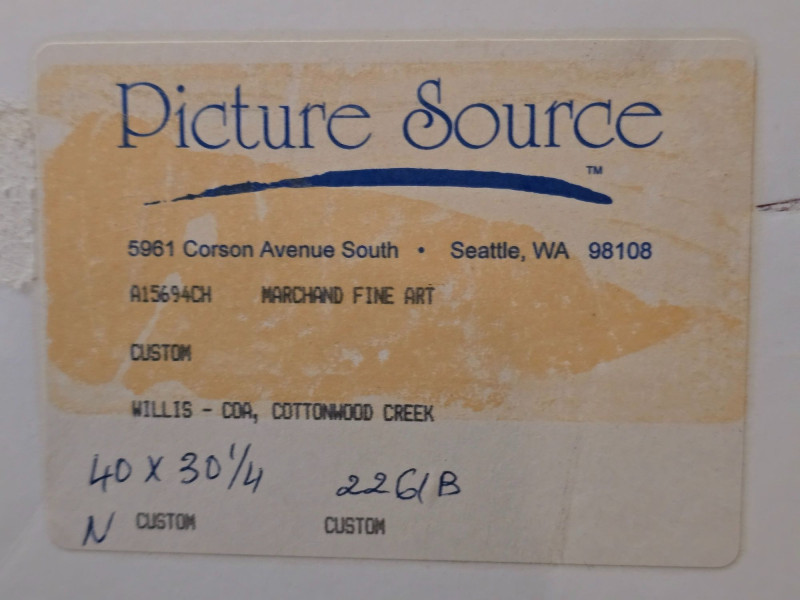 Picture Source
™
5961 Corson Avenue South • Seattle, WA 98108
A15694CH MARCHAND FINE ART
CUSTOM
WILLIS - COA, COTTONWOOD CREEK
40 X 30 1/4 2261B
N CUSTOM CUSTOM